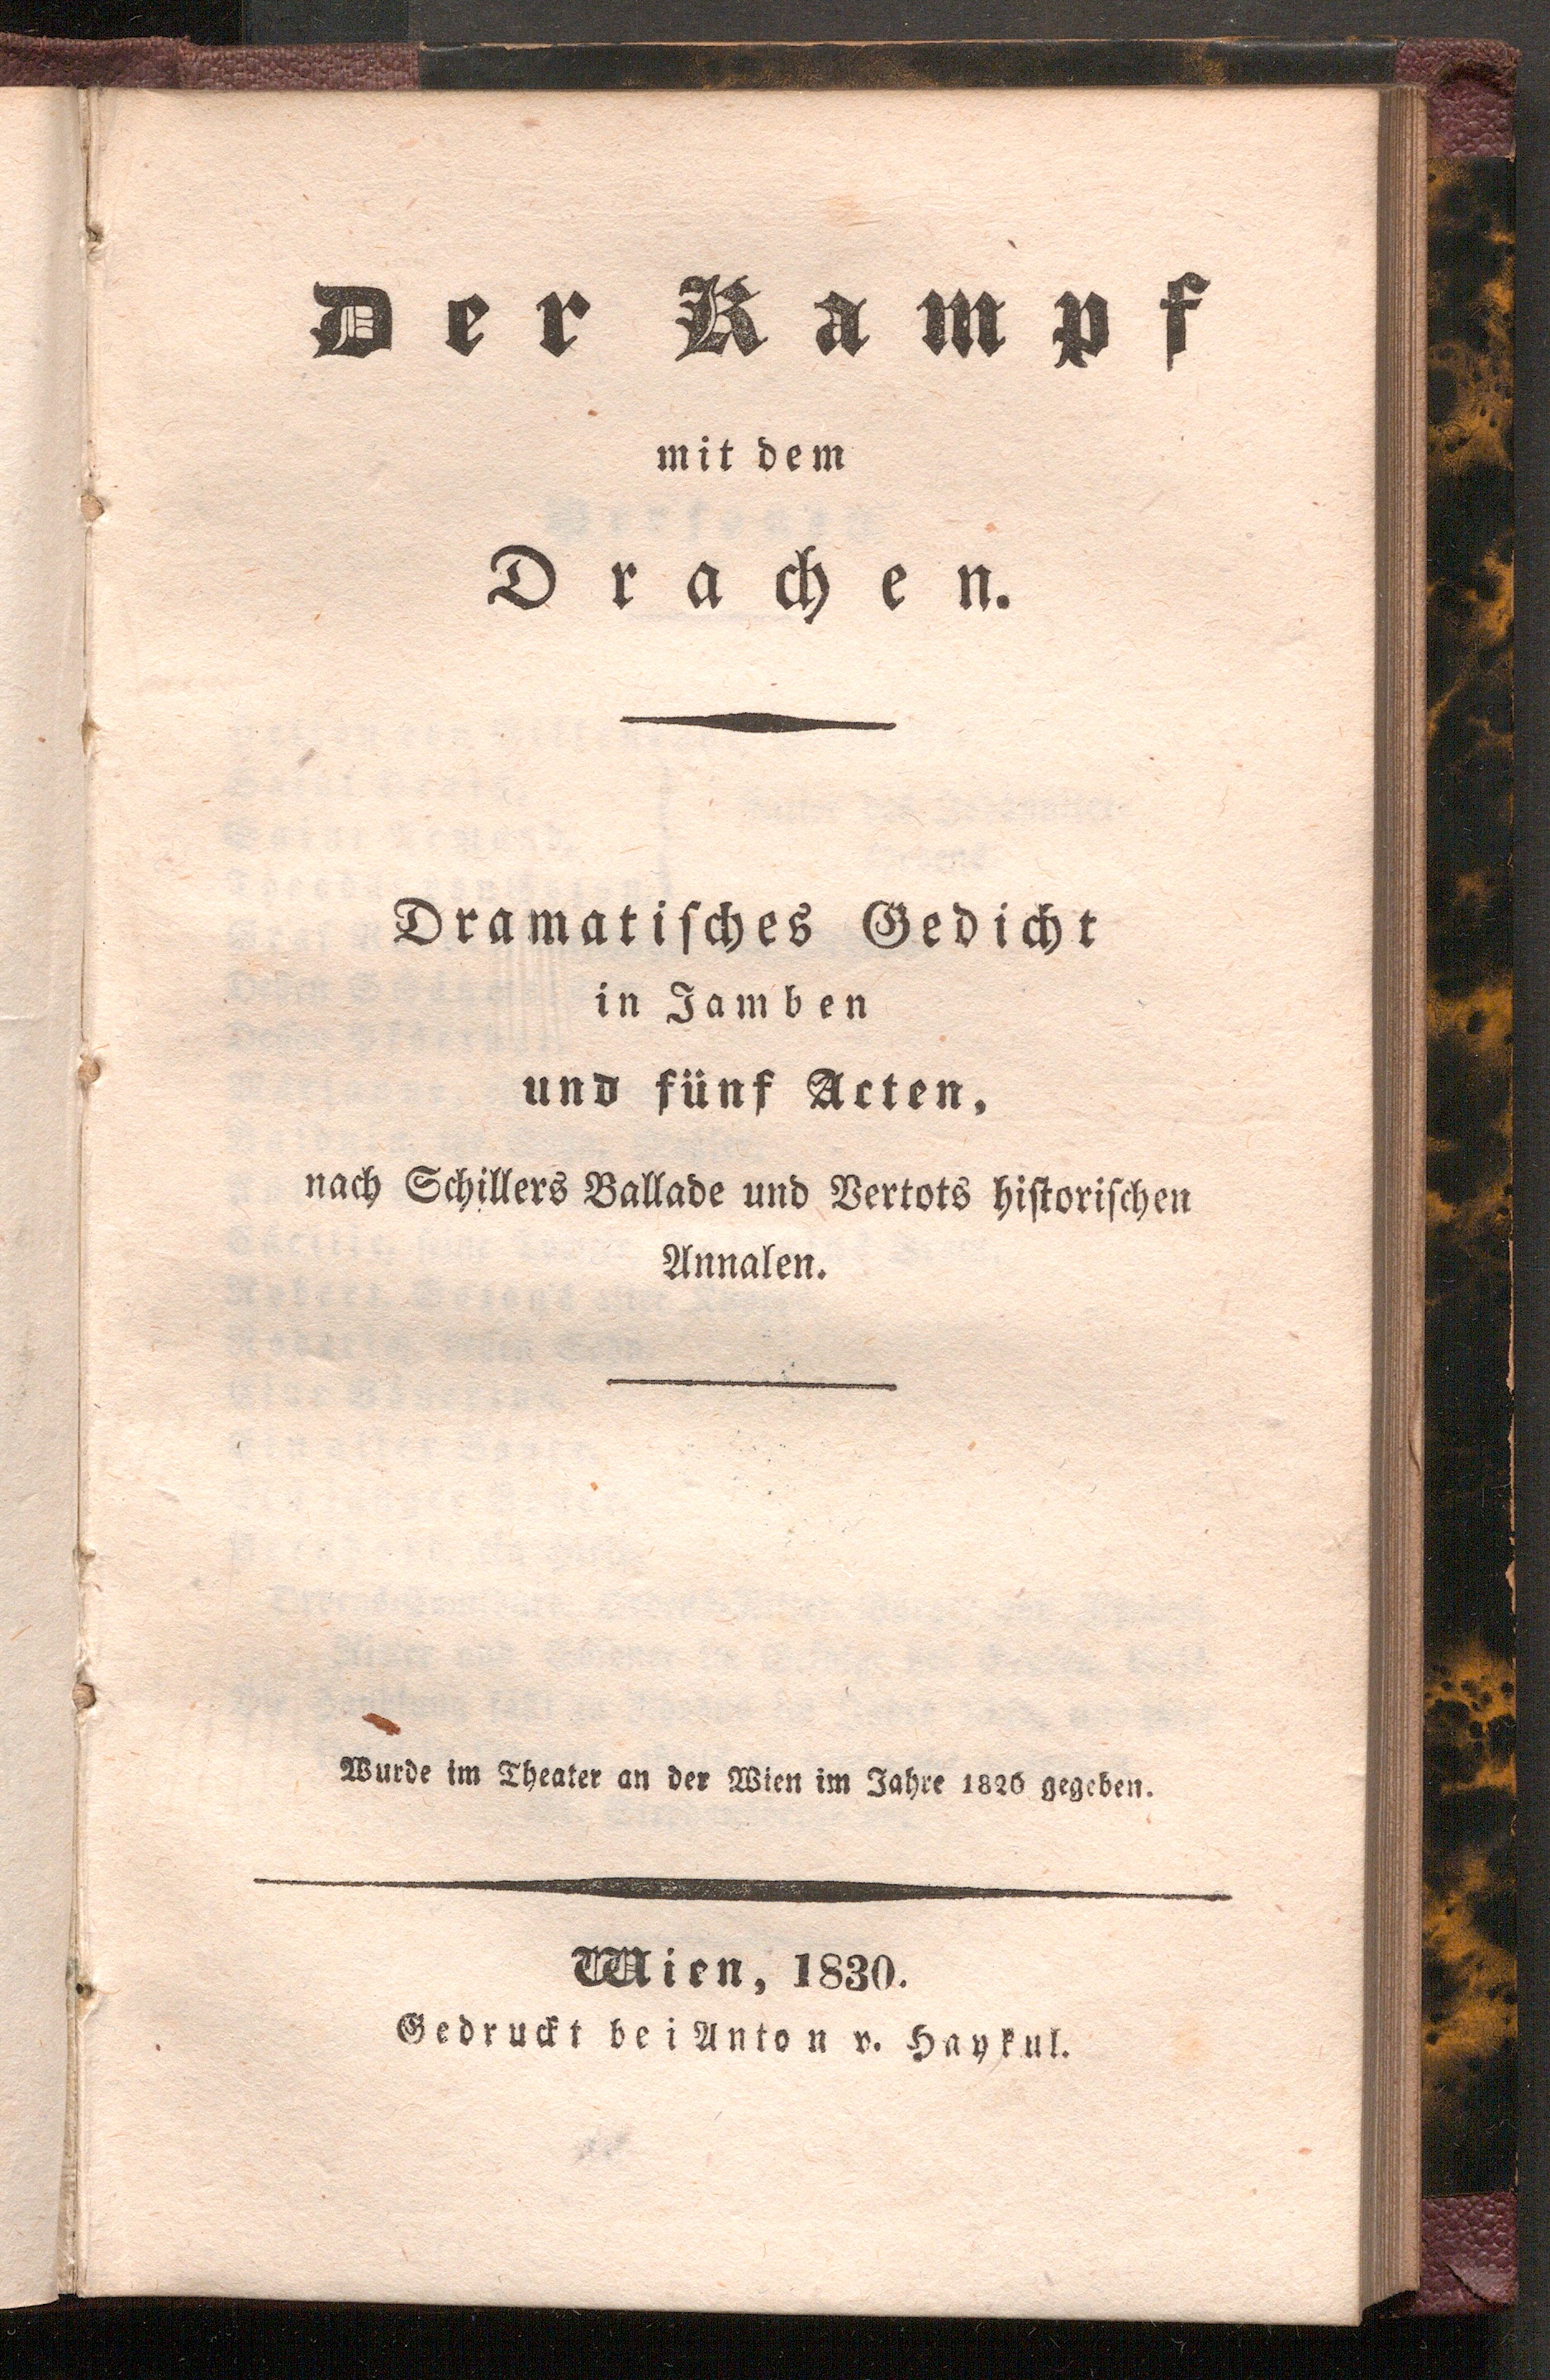 Der Kampf
mit dem
Drachen.
Dramatiſches Gedicht
in Jamben
und fünf Acten,
nach Schillers Ballade und Vertots hiſtoriſchen
Annalen.
Wurde im Theater an der Wien im Jahre 1826 gegeben.
Wien, 1830.
Gedruckt bei Anton v. Haykul.